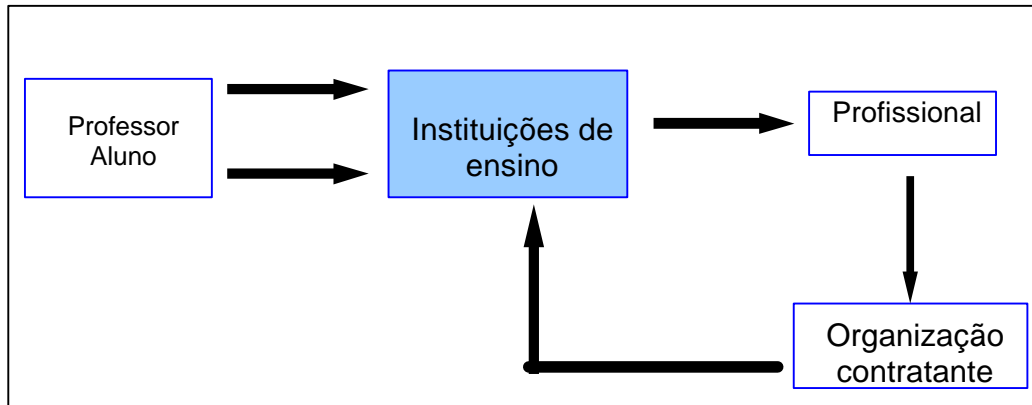 Professor
Aluno
Instituições de
ensino
Profissional
Organização
contratante